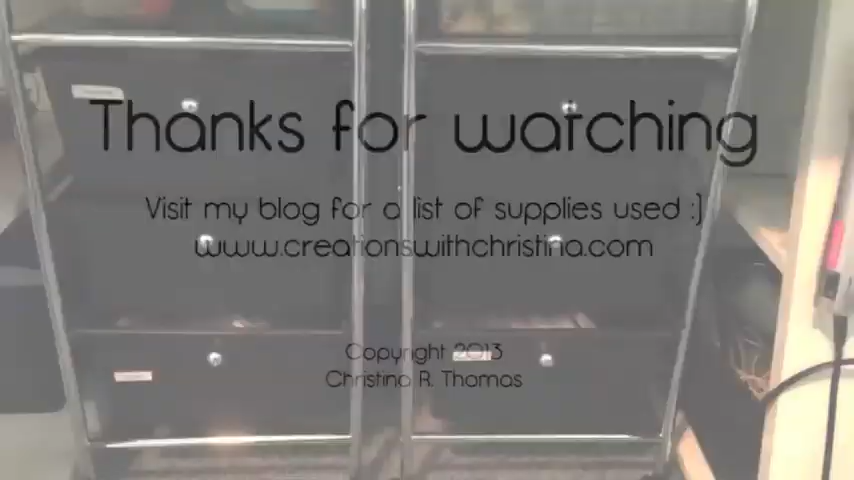 Thanks for watching
Visit my blog for a list of supplies used :)
www.creationswithchristina.com
Copyright 2013
Christina R. Thomas